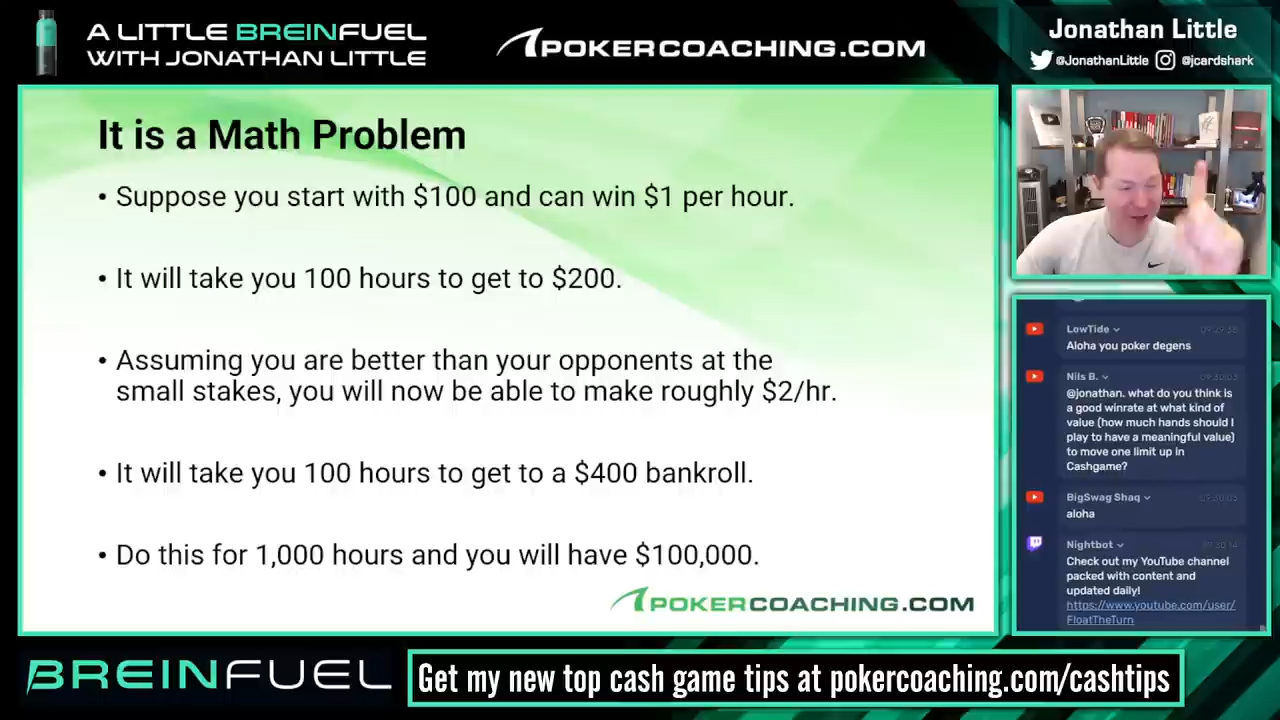 A LITTLE BREINFUEL
WITH JONATHAN LITTLE
POKERCOACHING.COM
Jonathan Little
@JonathanLittle @jcardshark
It is a Math Problem
• Suppose you start with $100 and can win $1 per hour.
• It will take you 100 hours to get to $200.
• Assuming you are better than your opponents at the
small stakes, you will now be able to make roughly $2/hr.
• It will take you 100 hours to get to a $400 bankroll.
• Do this for 1,000 hours and you will have $100,000.
POKERCOACHING.COM
LowTide
Aloha you poker degens
Nils B.
@jonathan. what do you think is
a good winrate at what kind of
value (how much hands should I
play to have a meaningful value)
to move one limit up in
Cashgame?
BigSwag Shaq
aloha
Nightbot
Check out my YouTube channel
packed with content and
updated daily!
https://www.youtube.com/user/
FloatTheTurn
BREINFUEL
Get my new top cash game tips at pokercoaching.com/cashtips